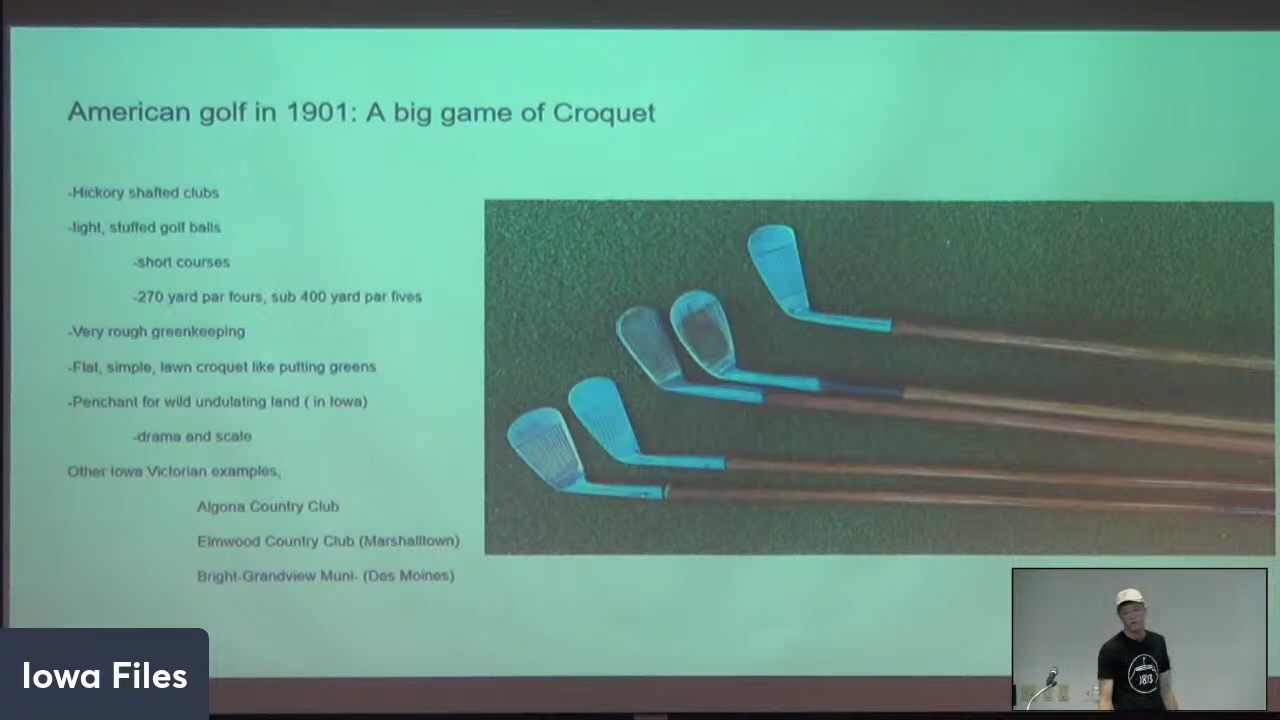 American golf in 1901: A big game of Croquet
-Hickory shafted clubs
-light, stuffed golf balls
-short courses
-270 yard par fours, sub 400 yard par fives
-Very rough greenkeeping
-Flat, simple, lawn croquet like putting greens
-Penchant for wild undulating land ( in Iowa)
-drama and scale
Other Iowa Victorian examples,
Algona Country Club
Elmwood Country Club (Marshalltown)
Bright-Grandview Muni- (Des Moines)
Iowa Files